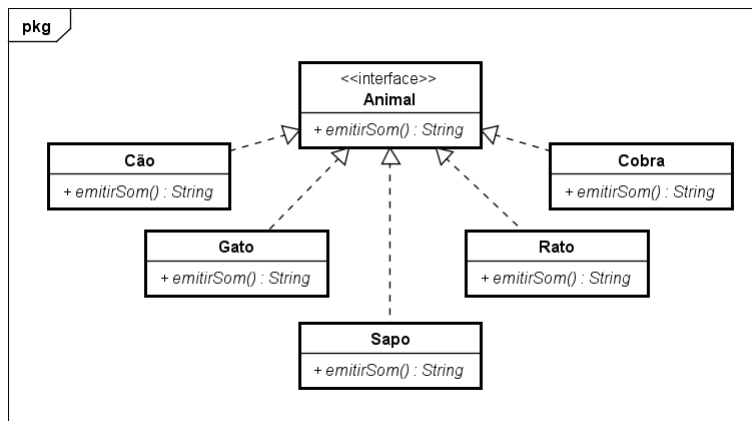 pkg
<<interface>>
Animal
+ emitirSom() : String
Cão
+ emitirSom() : String
Cobra
+ emitirSom() : String
Gato
+ emitirSom() : String
Rato
+ emitirSom() : String
Sapo
+ emitirSom() : String